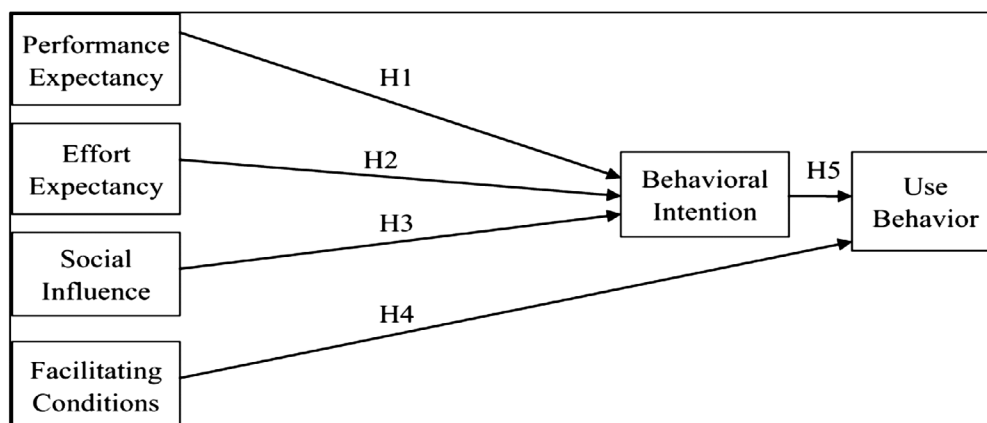 Performance
Expectancy
H1
Effort
Expectancy
H2
Behavioral
Intention
H5
Use
Behavior
H3
Social
Influence
H4
Facilitating
Conditions